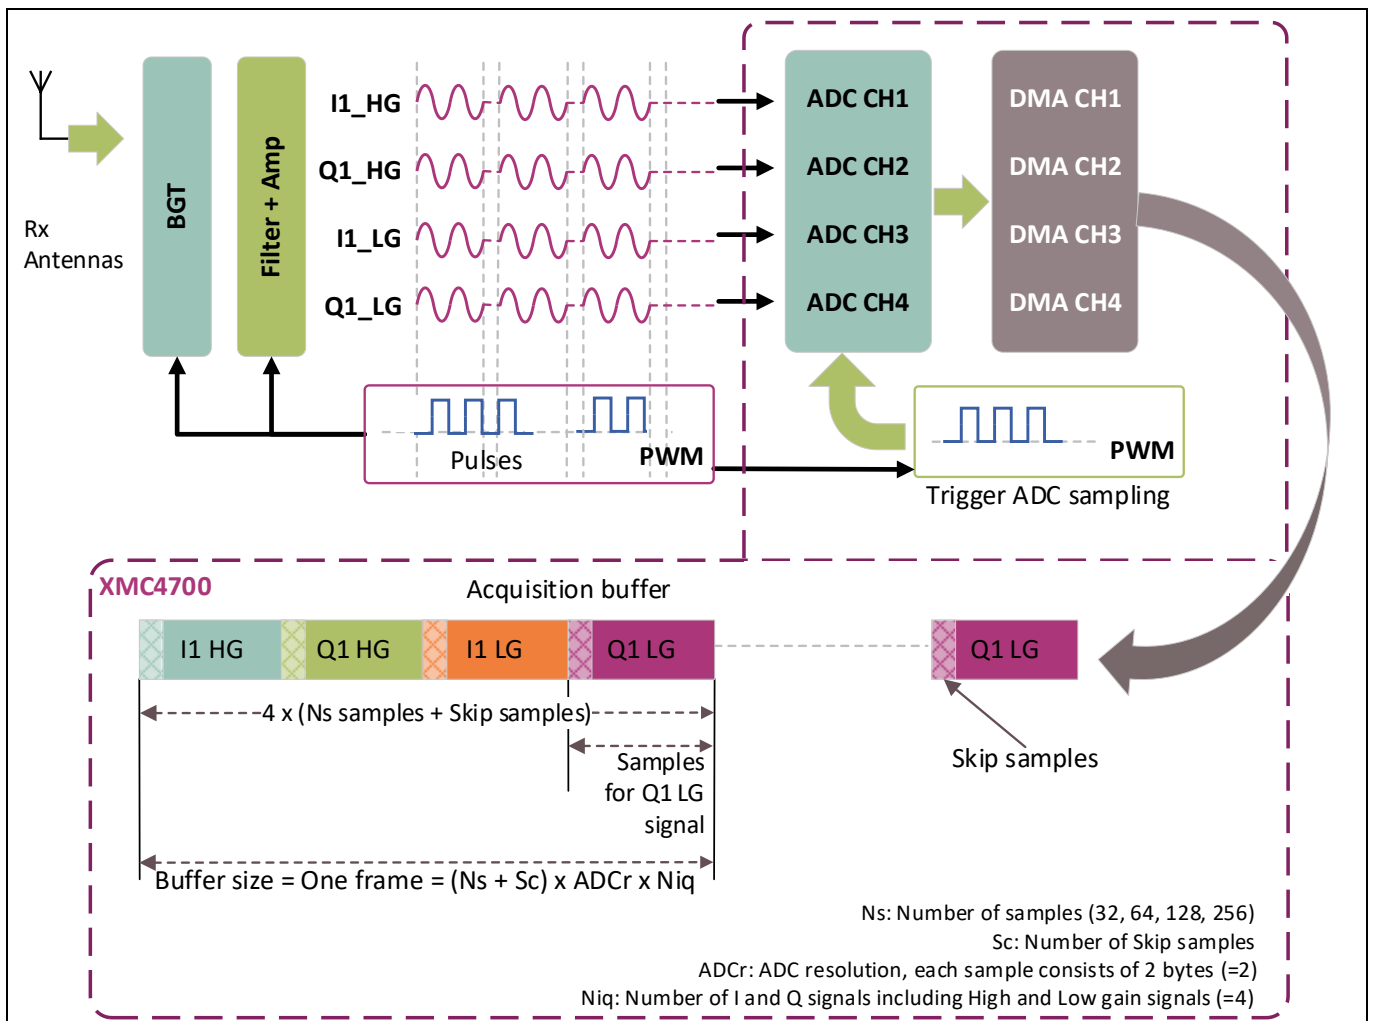 Rx
Antennas
BGT
Filter + Amp
I1_HG
Q1_HG
I1_LG
Q1_LG
ADC CH1
ADC CH2
ADC CH3
ADC CH4
DMA CH1
DMA CH2
DMA CH3
DMA CH4
Pulses
PWM
PWM
Trigger ADC sampling
XMC4700
Acquisition buffer
I1 HG
Q1 HG
I1 LG
Q1 LG
Q1 LG
4 x (Ns samples + Skip samples)
Samples
for Q1 LG
signal
Skip samples
Buffer size = One frame = (Ns + Sc) x ADCr x Niq
Ns: Number of samples (32, 64, 128, 256)
Sc: Number of Skip samples
ADCr: ADC resolution, each sample consists of 2 bytes (=2)
Niq: Number of I and Q signals including High and Low gain signals (=4)